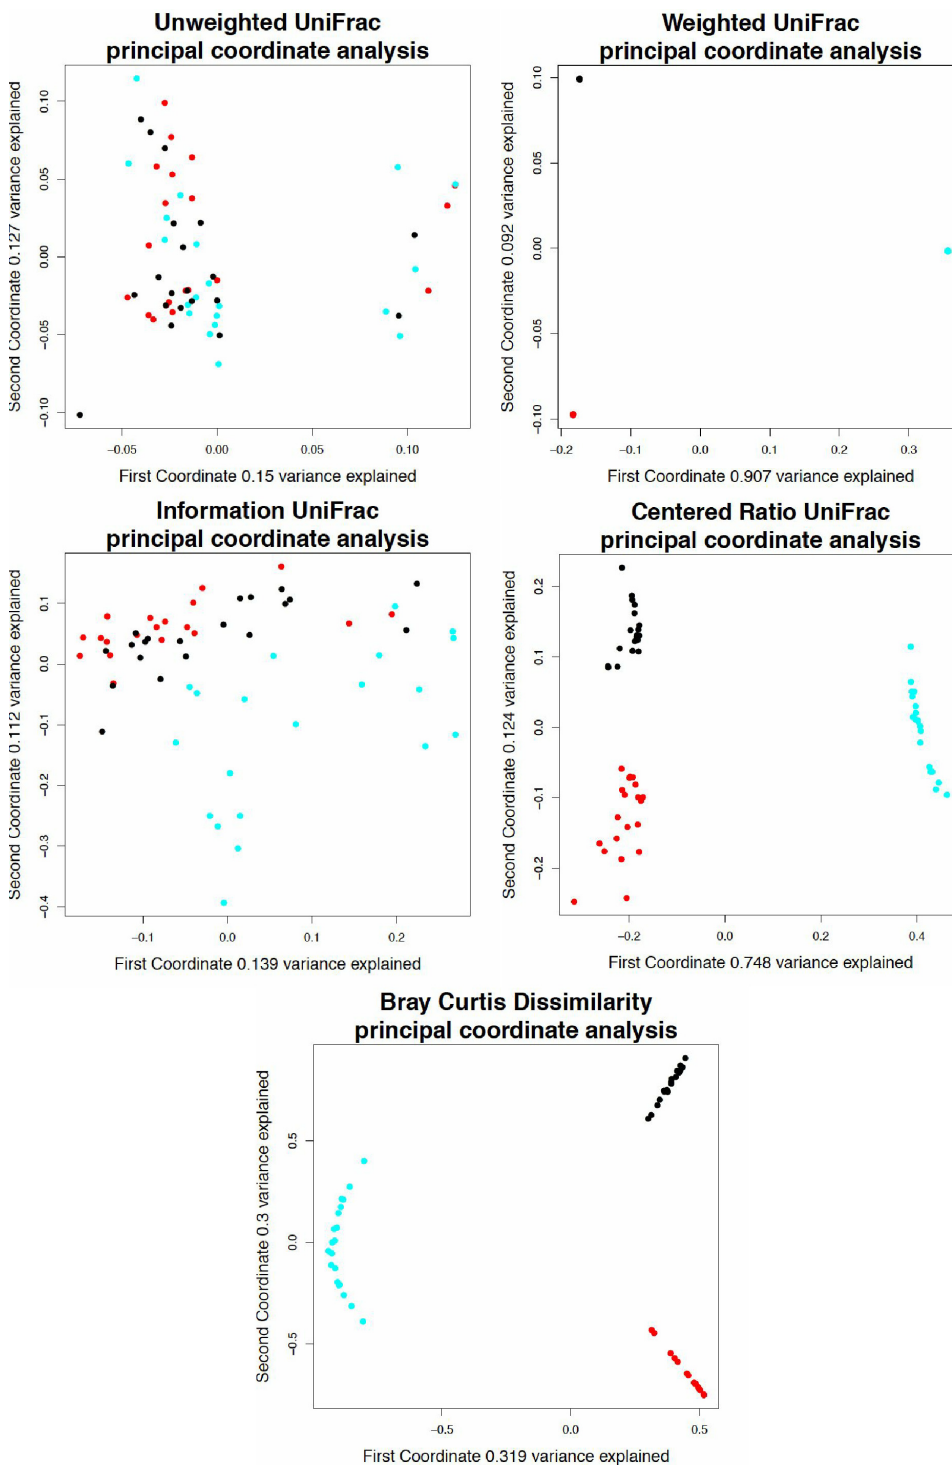 Unweighted UniFrac
principal coordinate analysis
Second Coordinate 0.127 variance explained
0.10
0.05
0.00
−0.05
−0.10
−0.05
0.00
0.05
0.10
First Coordinate 0.15 variance explained
Weighted UniFrac
principal coordinate analysis
Second Coordinate 0.092 variance explained
0.10
0.05
0.00
−0.05
−0.10
−0.2
−0.1
0.0
0.1
0.2
0.3
First Coordinate 0.907 variance explained
Information UniFrac
principal coordinate analysis
Second Coordinate 0.112 variance explained
0.1
0.0
−0.1
−0.2
−0.3
−0.4
−0.1
0.0
0.1
0.2
First Coordinate 0.139 variance explained
Centered Ratio UniFrac
principal coordinate analysis
Second Coordinate 0.124 variance explained
0.2
0.1
0.0
−0.1
−0.2
−0.2
0.0
0.2
0.4
First Coordinate 0.748 variance explained
Bray Curtis Dissimilarity
principal coordinate analysis
Second Coordinate 0.3 variance explained
0.5
0.0
−0.5
−0.5
0.0
0.5
First Coordinate 0.319 variance explained